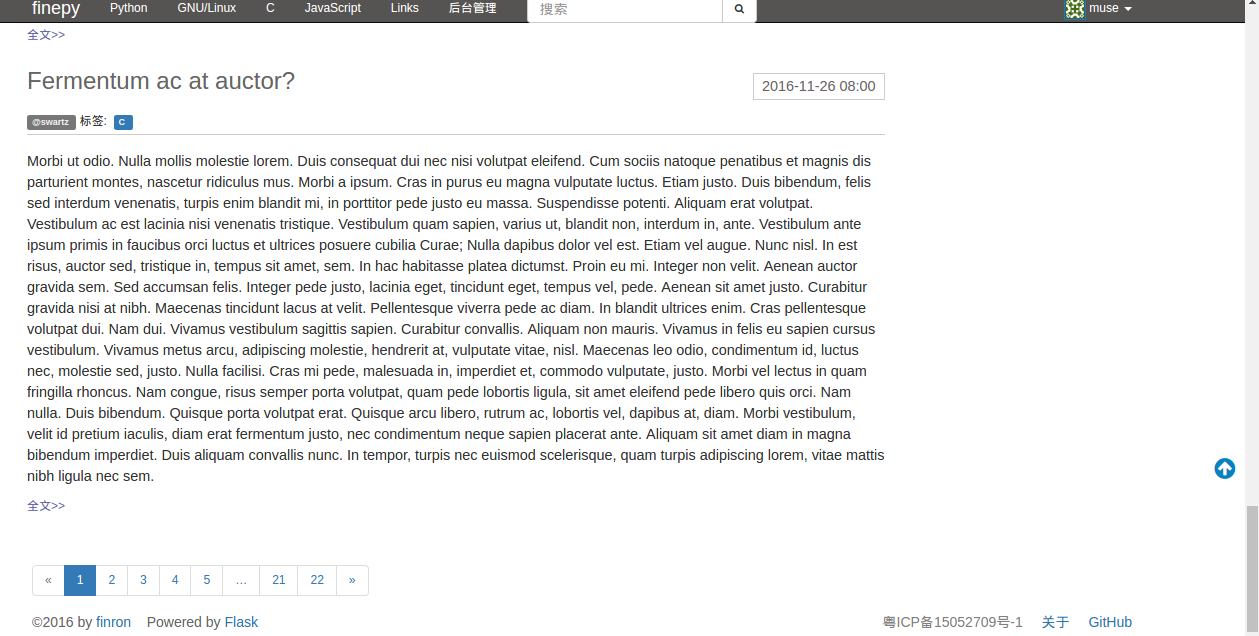 finepy Python GNU/Linux C JavaScript Links 后台管理 搜索 muse
全文>>
Fermentum ac at auctor?
2016-11-26 08:00
@swartz 标签: C
Morbi ut odio. Nulla mollis molestie lorem. Duis consequat dui nec nisi volutpat eleifend. Cum sociis natoque penatibus et magnis dis
parturient montes, nascetur ridiculus mus. Morbi a ipsum. Cras in purus eu magna vulputate luctus. Etiam justo. Duis bibendum, felis
sed interdum venenatis, turpis enim blandit mi, in porttitor pede justo eu massa. Suspendisse potenti. Aliquam erat volutpat.
Vestibulum ac est lacinia nisi venenatis tristique. Vestibulum quam sapien, varius ut, blandit non, interdum in, ante. Vestibulum ante
ipsum primis in faucibus orci luctus et ultrices posuere cubilia Curae; Nulla dapibus dolor vel est. Etiam vel augue. Nunc nisl. In est
risus, auctor sed, tristique in, tempus sit amet, sem. In hac habitasse platea dictumst. Proin eu mi. Integer non velit. Aenean auctor
gravida sem. Sed accumsan felis. Integer pede justo, lacinia eget, tincidunt eget, tempus vel, pede. Aenean sit amet justo. Curabitur
gravida nisi at nibh. Maecenas tincidunt lacus at velit. Pellentesque viverra pede ac diam. In blandit ultrices enim. Cras pellentesque
volutpat dui. Nam dui. Vivamus vestibulum sagittis sapien. Curabitur convallis. Aliquam non mauris. Vivamus in felis eu sapien cursus
vestibulum. Vivamus metus arcu, adipiscing molestie, hendrerit at, vulputate vitae, nisl. Maecenas leo odio, condimentum id, luctus
nec, molestie sed, justo. Nulla facilisi. Cras mi pede, malesuada in, imperdiet et, commodo vulputate, justo. Morbi vel lectus in quam
fringilla rhoncus. Nam congue, risus semper porta volutpat, quam pede lobortis ligula, sit amet eleifend pede libero quis orci. Nam
nulla. Duis bibendum. Quisque porta volutpat erat. Quisque arcu libero, rutrum ac, lobortis vel, dapibus at, diam. Morbi vestibulum,
velit id pretium iaculis, diam erat fermentum justo, nec condimentum neque sapien placerat ante. Aliquam sit amet diam in magna
bibendum imperdiet. Duis aliquam convallis nunc. In tempor, turpis nec euismod scelerisque, quam turpis adipiscing lorem, vitae mattis
nibh ligula nec sem.
全文>>
« 1 2 3 4 5 … 21 22 »
©2016 by finron Powered by Flask 粤ICP备15052709号-1 关于 GitHub